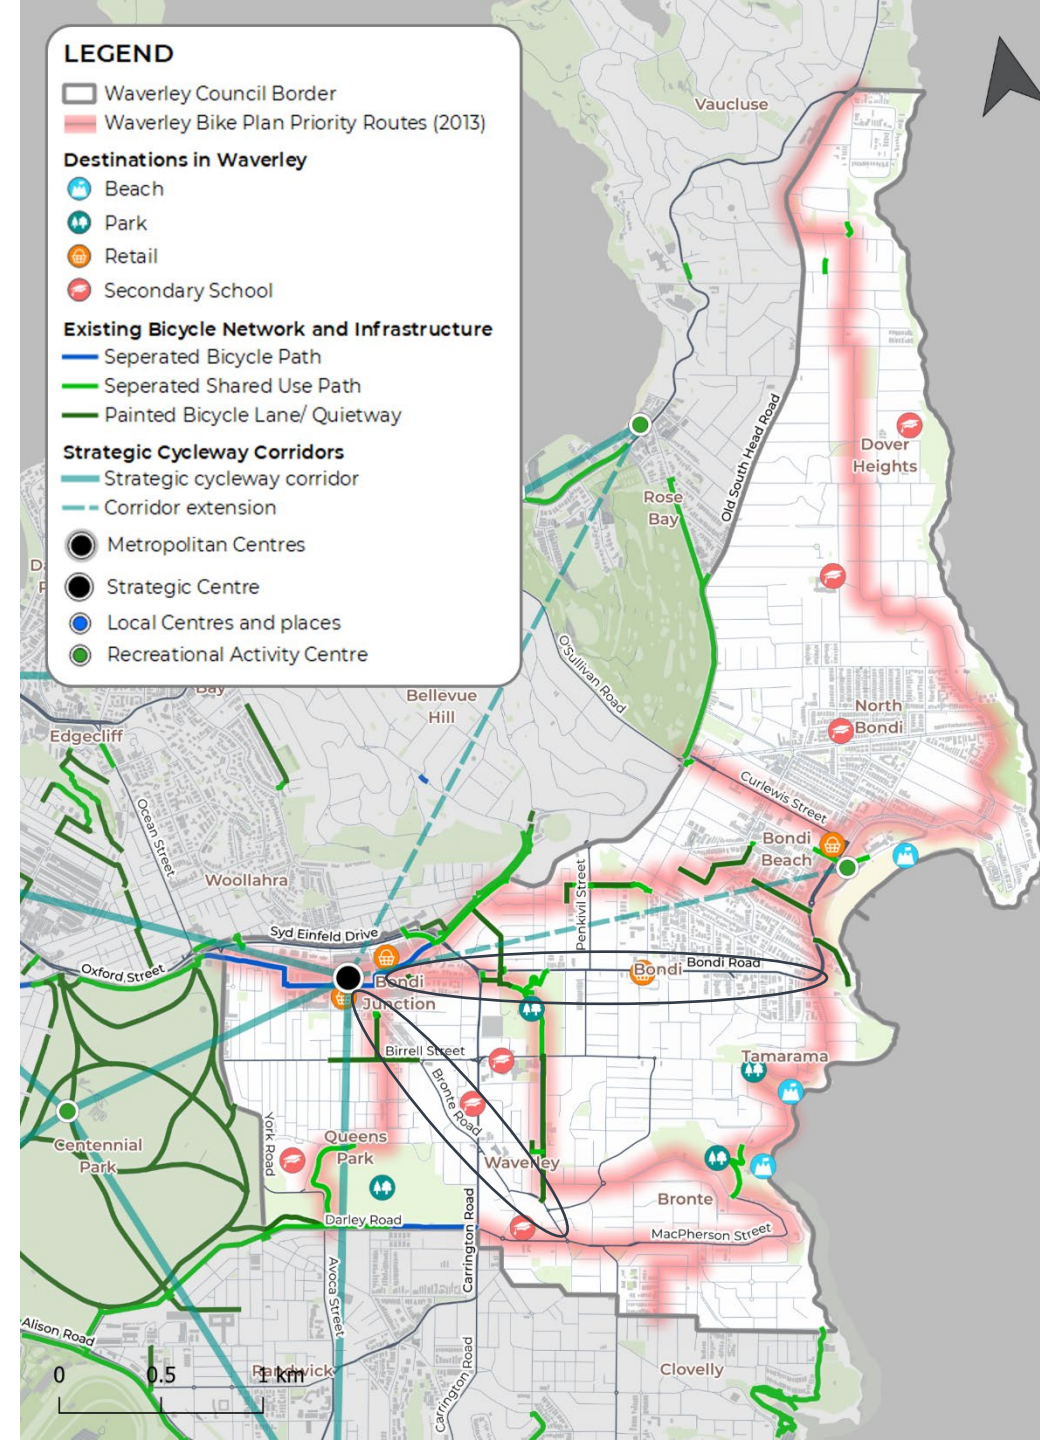 LEGEND
Waverley Council Border
Waverley Bike Plan Priority Routes (2013)
Destinations in Waverley
Beach
Park
Retail
Secondary School
Existing Bicycle Network and Infrastructure
Seperated Bicycle Path
Seperated Shared Use Path
Painted Bicycle Lane/ Quietway
Strategic Cycleway Corridors
Strategic cycleway corridor
Corridor extension
Metropolitan Centres
Strategic Centre
Local Centres and places
Recreational Activity Centre
Vaucluse
Dover
Heights
Old South Head Road
Rose
Bay
O'Sullivan Road
Bay
Bellevue
Hill
North
Bondi
Edgecliff
Ocean Street
Curlewis Street
Bondi
Beach
Woollahra
Penkivil Street
Syd Einfeld Drive
Oxford Street
Bondi Road
Bondi
Bondi
Junction
Birrell Street
Bronte Road
Tamarama
York Road
Queens
Park
Centennial
Park
Waverley
Bronte
Darley Road
Carrington Road
MacPherson Street
Avoca Street
Alison Road
Randwick
Carrington Road
Clovelly
0 0.5 1 km